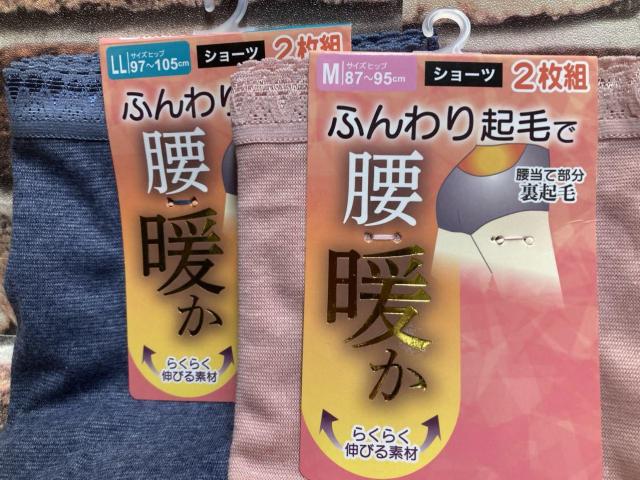 LL
サイズヒップ
97～105cm
ショーツ
2枚組
ふんわり
腰
暖か
らくらく
伸びる素材
M
サイズヒップ
87～95cm
ショーツ
2枚組
ふんわり起毛で
腰
暖か
腰当て部分
裏起毛
らくらく
伸びる素材